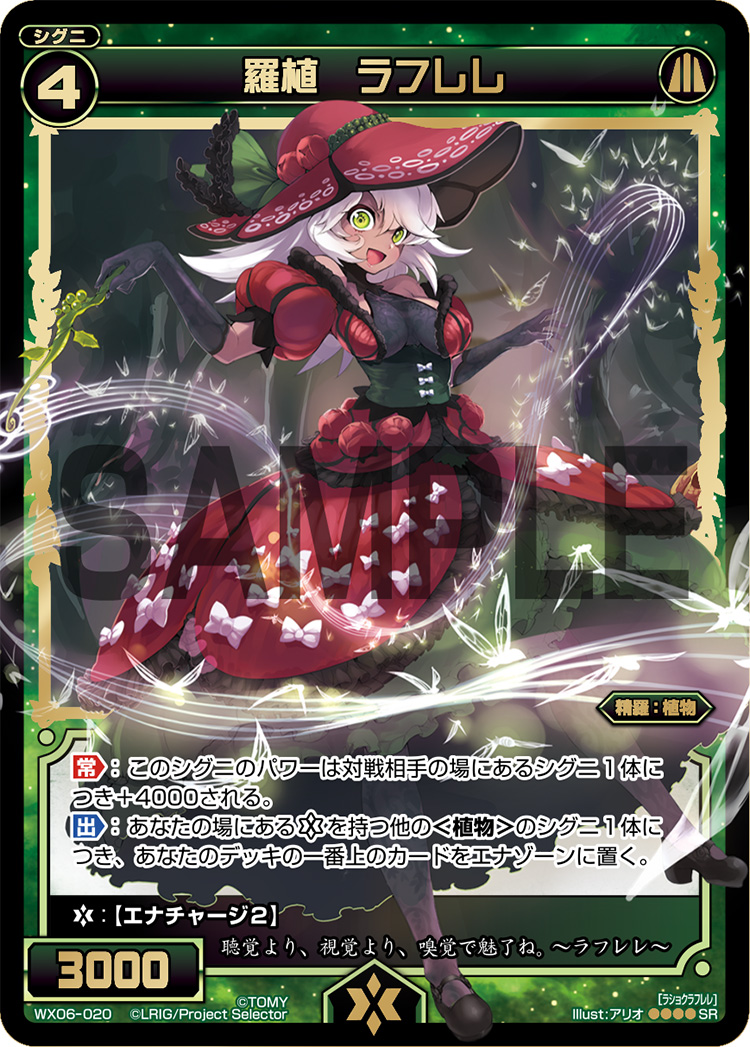 シグニ
4
羅植 ラフレレ
SAMPLE
精羅:植物
常:このシグニのパワーは対戦相手の場にあるシグニ1体に
つき+4000される。
出:あなたの場にあるを持つ他の<植物>のシグニ1体に
つき、あなたのデッキの一番上のカードをエナゾーンに置く。
:【エナチャージ2】
聴覚より、視覚より、嗅覚で魅了ね。~ラフレレ~
3000
WX06-020 ©LRIG/Project Selector
©TOMY
[ラショクラフレレ]
Illust:アリオ SR